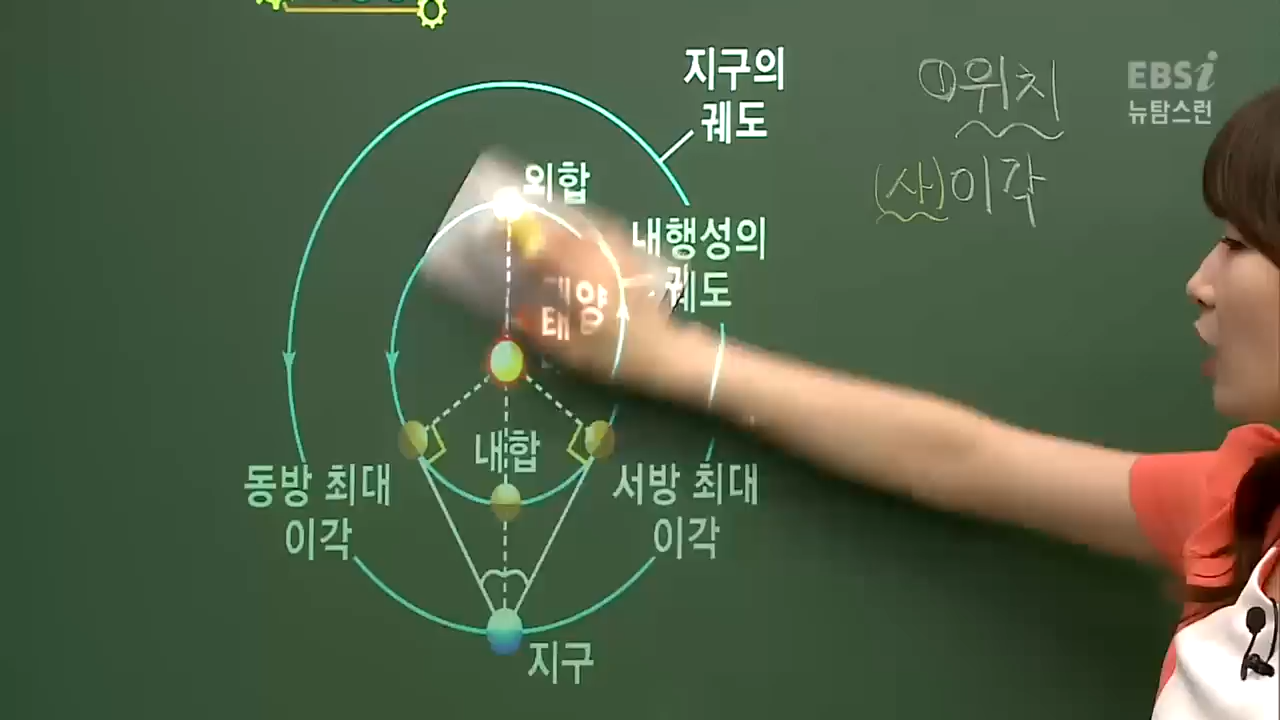 지구의
궤도
외합
내행성의
궤도
태양
내합
동방 최대
이각
서방 최대
이각
지구
①위치
(사)이각
EBSi
뉴탐스런